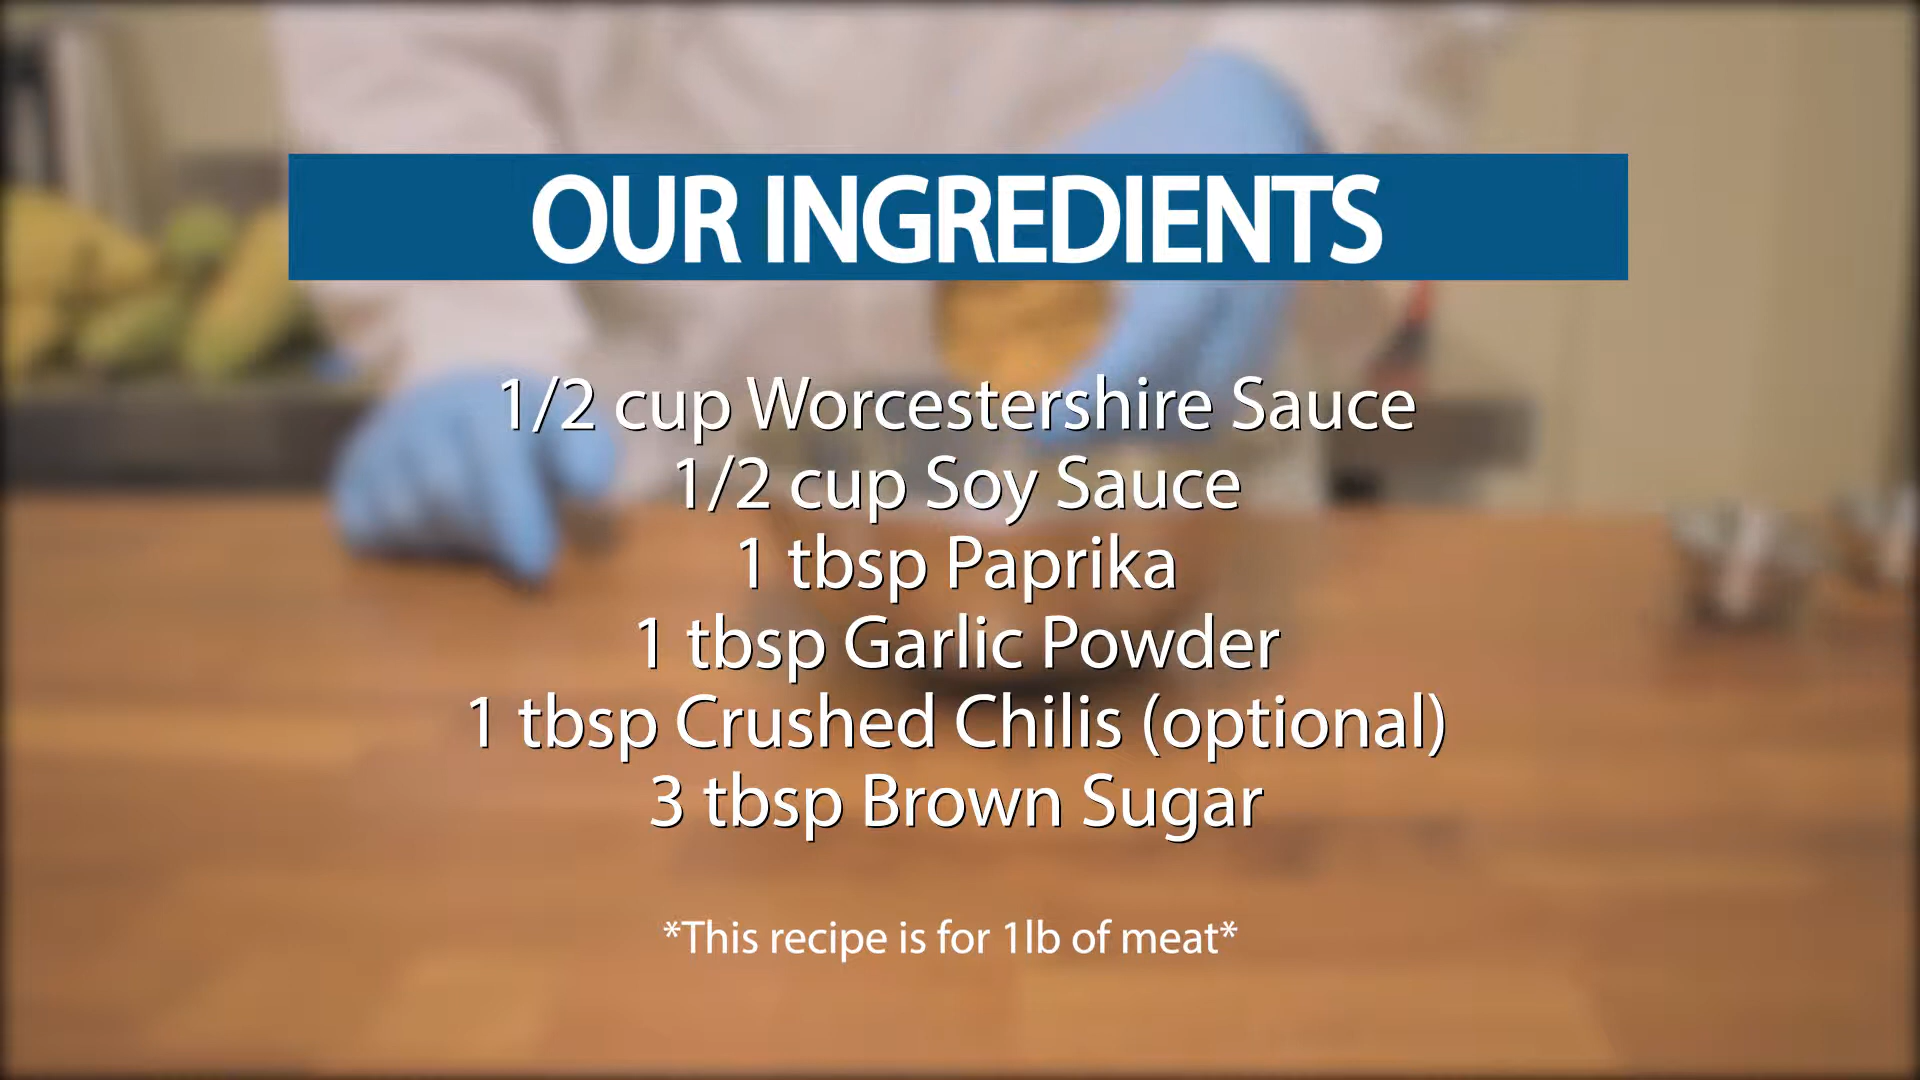 OUR INGREDIENTS
1/2 cup Worcestershire Sauce
1/2 cup Soy Sauce
1 tbsp Paprika
1 tbsp Garlic Powder
1 tbsp Crushed Chilis (optional)
3 tbsp Brown Sugar
*This recipe is for 1lb of meat*